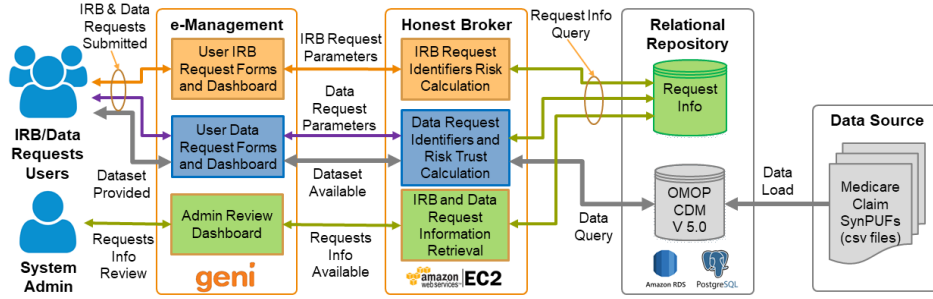 IRB & Data
Requests
Submitted
IRB/Data
Requests
Users
Dataset
Provided
Requests
Info
Review
System
Admin
e-Management
User IRB
Request Forms
and Dashboard
User Data
Request Forms
and Dashboard
Admin Review
Dashboard
geni
IRB Request
Parameters
Data
Request
Parameters
Dataset
Available
Requests
Info
Available
Honest Broker
IRB Request
Identifiers Risk
Calculation
Data Request
Identifiers and
Risk Trust
Calculation
IRB and Data
Request
Information
Retrieval
amazon
webservices™
EC2
Request Info
Query
Data
Query
Relational
Repository
Request
Info
OMOP
CDM
V 5.0
Amazon RDS
PostgreSQL
Data
Load
Data Source
Medicare
Claim
SynPUFs
(csv files)